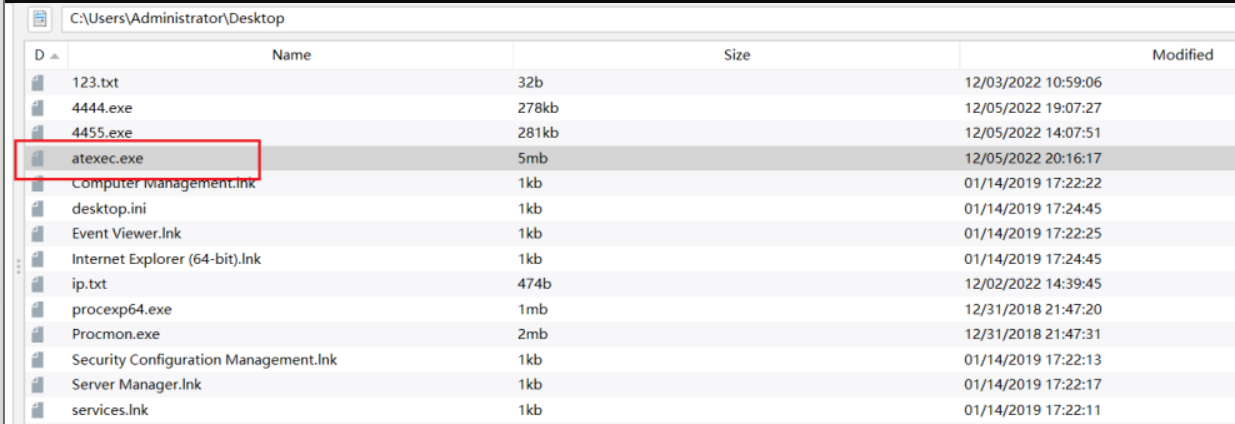 C:\Users\Administrator\Desktop
D Name Size Modified
123.txt 32b 12/03/2022 10:59:06
4444.exe 278kb 12/05/2022 19:07:27
4455.exe 281kb 12/05/2022 14:07:51
atexec.exe 5mb 12/05/2022 20:16:17
Computer Management.lnk 1kb 01/14/2019 17:22:22
desktop.ini 1kb 01/14/2019 17:24:45
Event Viewer.lnk 1kb 01/14/2019 17:22:25
Internet Explorer (64-bit).lnk 1kb 01/14/2019 17:24:45
ip.txt 474b 12/02/2022 14:39:45
procexp64.exe 1mb 12/31/2018 21:47:20
Procmon.exe 2mb 12/31/2018 21:47:31
Security Configuration Management.lnk 1kb 01/14/2019 17:22:13
Server Manager.lnk 1kb 01/14/2019 17:22:17
services.lnk 1kb 01/14/2019 17:22:11